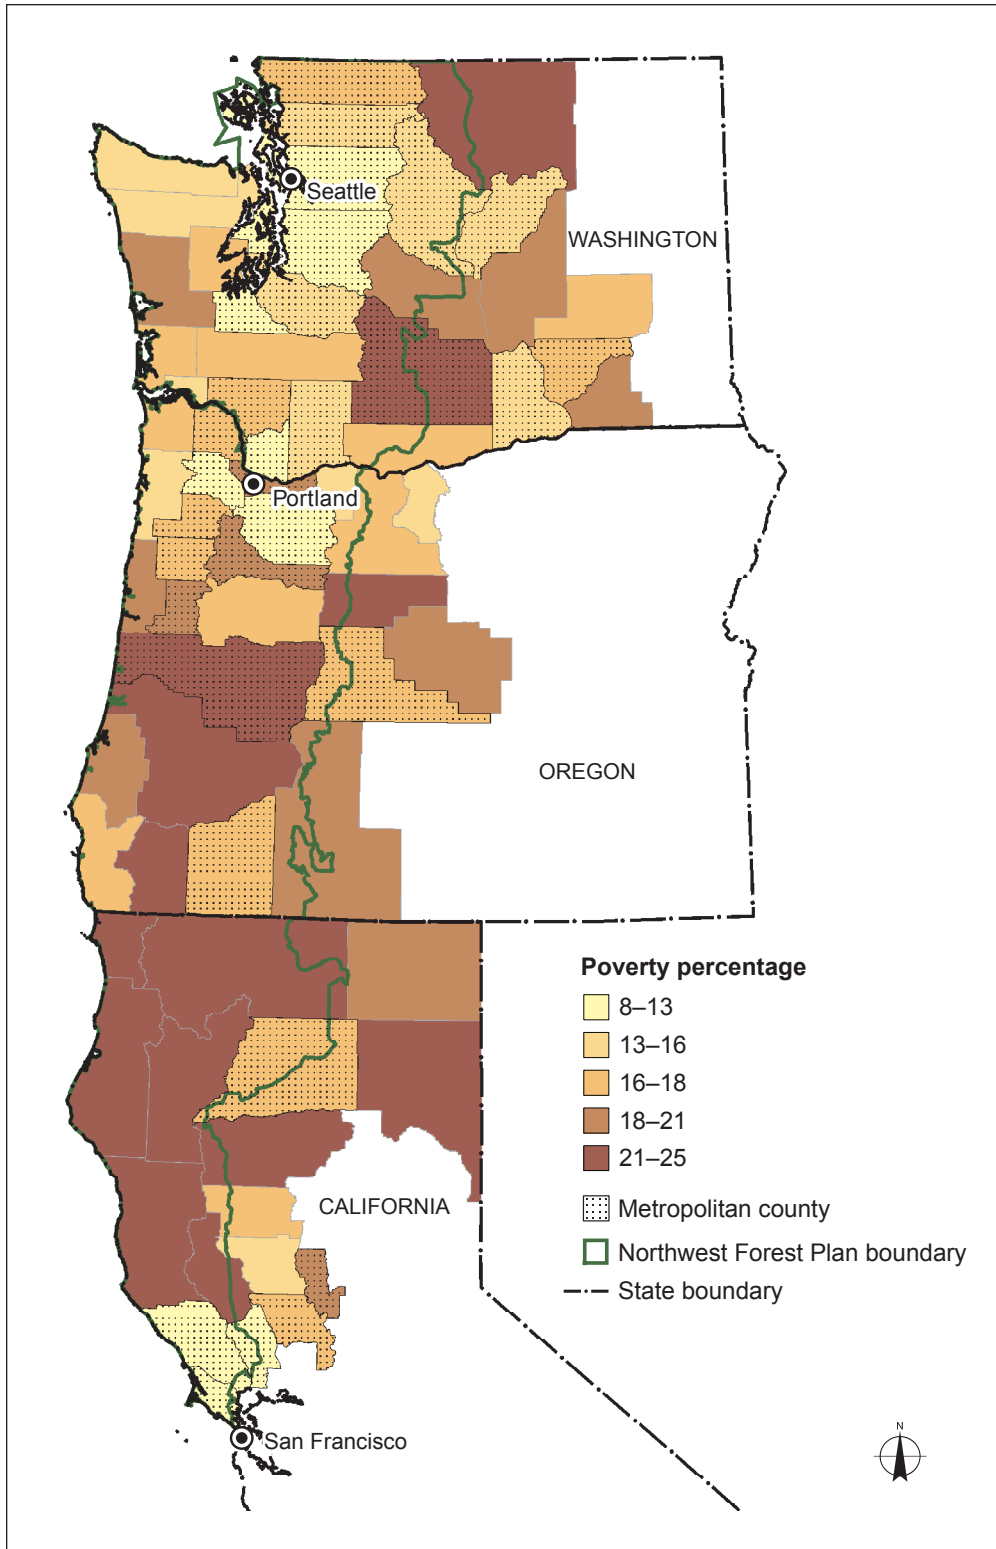 Seattle
WASHINGTON
Portland
OREGON
Poverty percentage
8–13
13–16
16–18
18–21
21–25
CALIFORNIA
Metropolitan county
Northwest Forest Plan boundary
State boundary
San Francisco
N